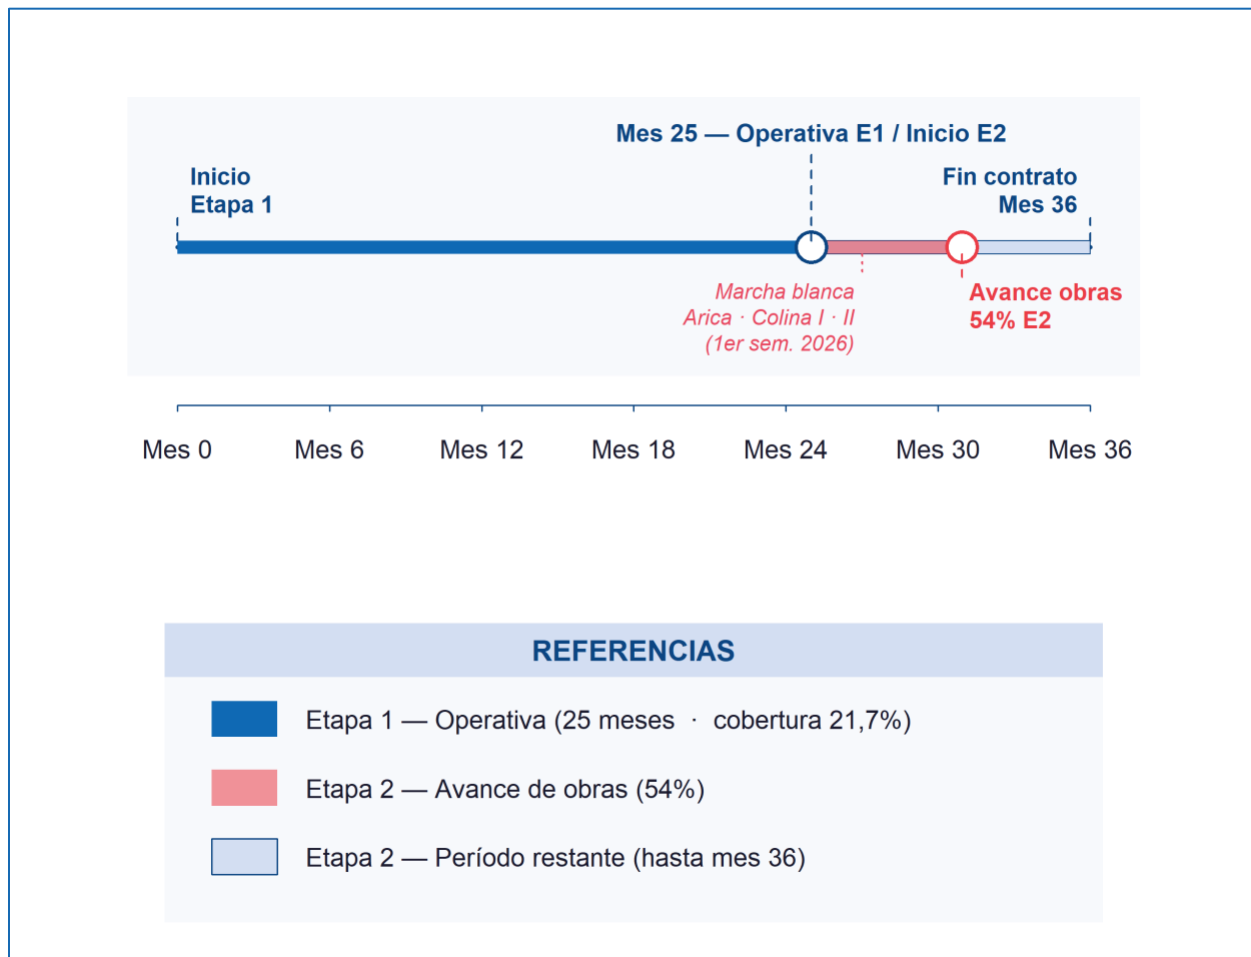 Mes 25 — Operativa E1 / Inicio E2
Inicio
Etapa 1
Fin contrato
Mes 36
Marcha blanca
Arica · Colina I · II
(1er sem. 2026)
Avance obras
54% E2
Mes 0
Mes 6
Mes 12
Mes 18
Mes 24
Mes 30
Mes 36
REFERENCIAS
Etapa 1 — Operativa (25 meses · cobertura 21,7%)
Etapa 2 — Avance de obras (54%)
Etapa 2 — Período restante (hasta mes 36)